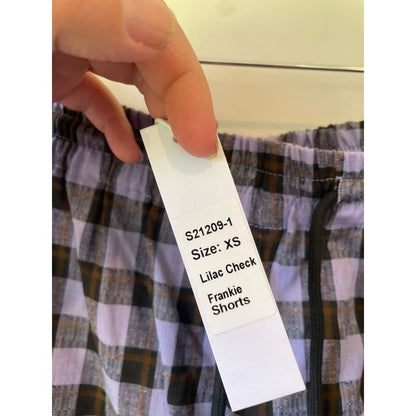 S21209-1
Size: XS
Lilac Check
Frankie
Shorts